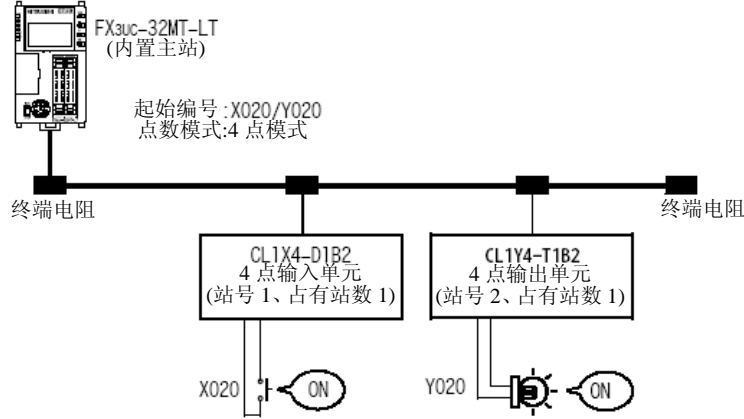 FX3UC-32MT-LT
(内置主站)
起始编号:X020/Y020
点数模式:4 点模式
终端电阻
终端电阻
CL1X4-D1B2
4 点输入单元
(站号 1、占有站数 1)
CL1Y4-T1B2
4 点输出单元
(站号 2、占有站数 1)
X020
ON
Y020
ON